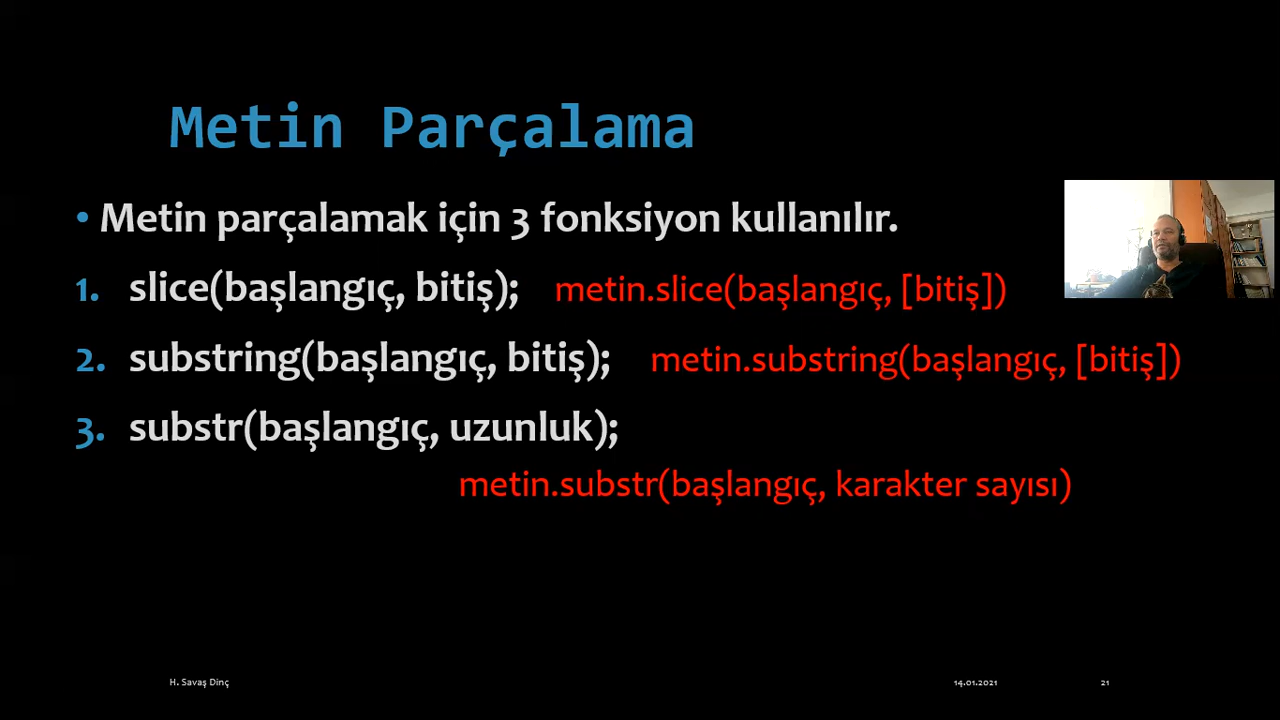 Metin Parçalama
• Metin parçalamak için 3 fonksiyon kullanılır.
1. slice(başlangıç, bitiş); metin.slice(başlangıç, [bitiş])
2. substring(başlangıç, bitiş); metin.substring(başlangıç, [bitiş])
3. substr(başlangıç, uzunluk);
metin.substr(başlangıç, karakter sayısı)
H. Savaş Dinç 14.01.2021 21